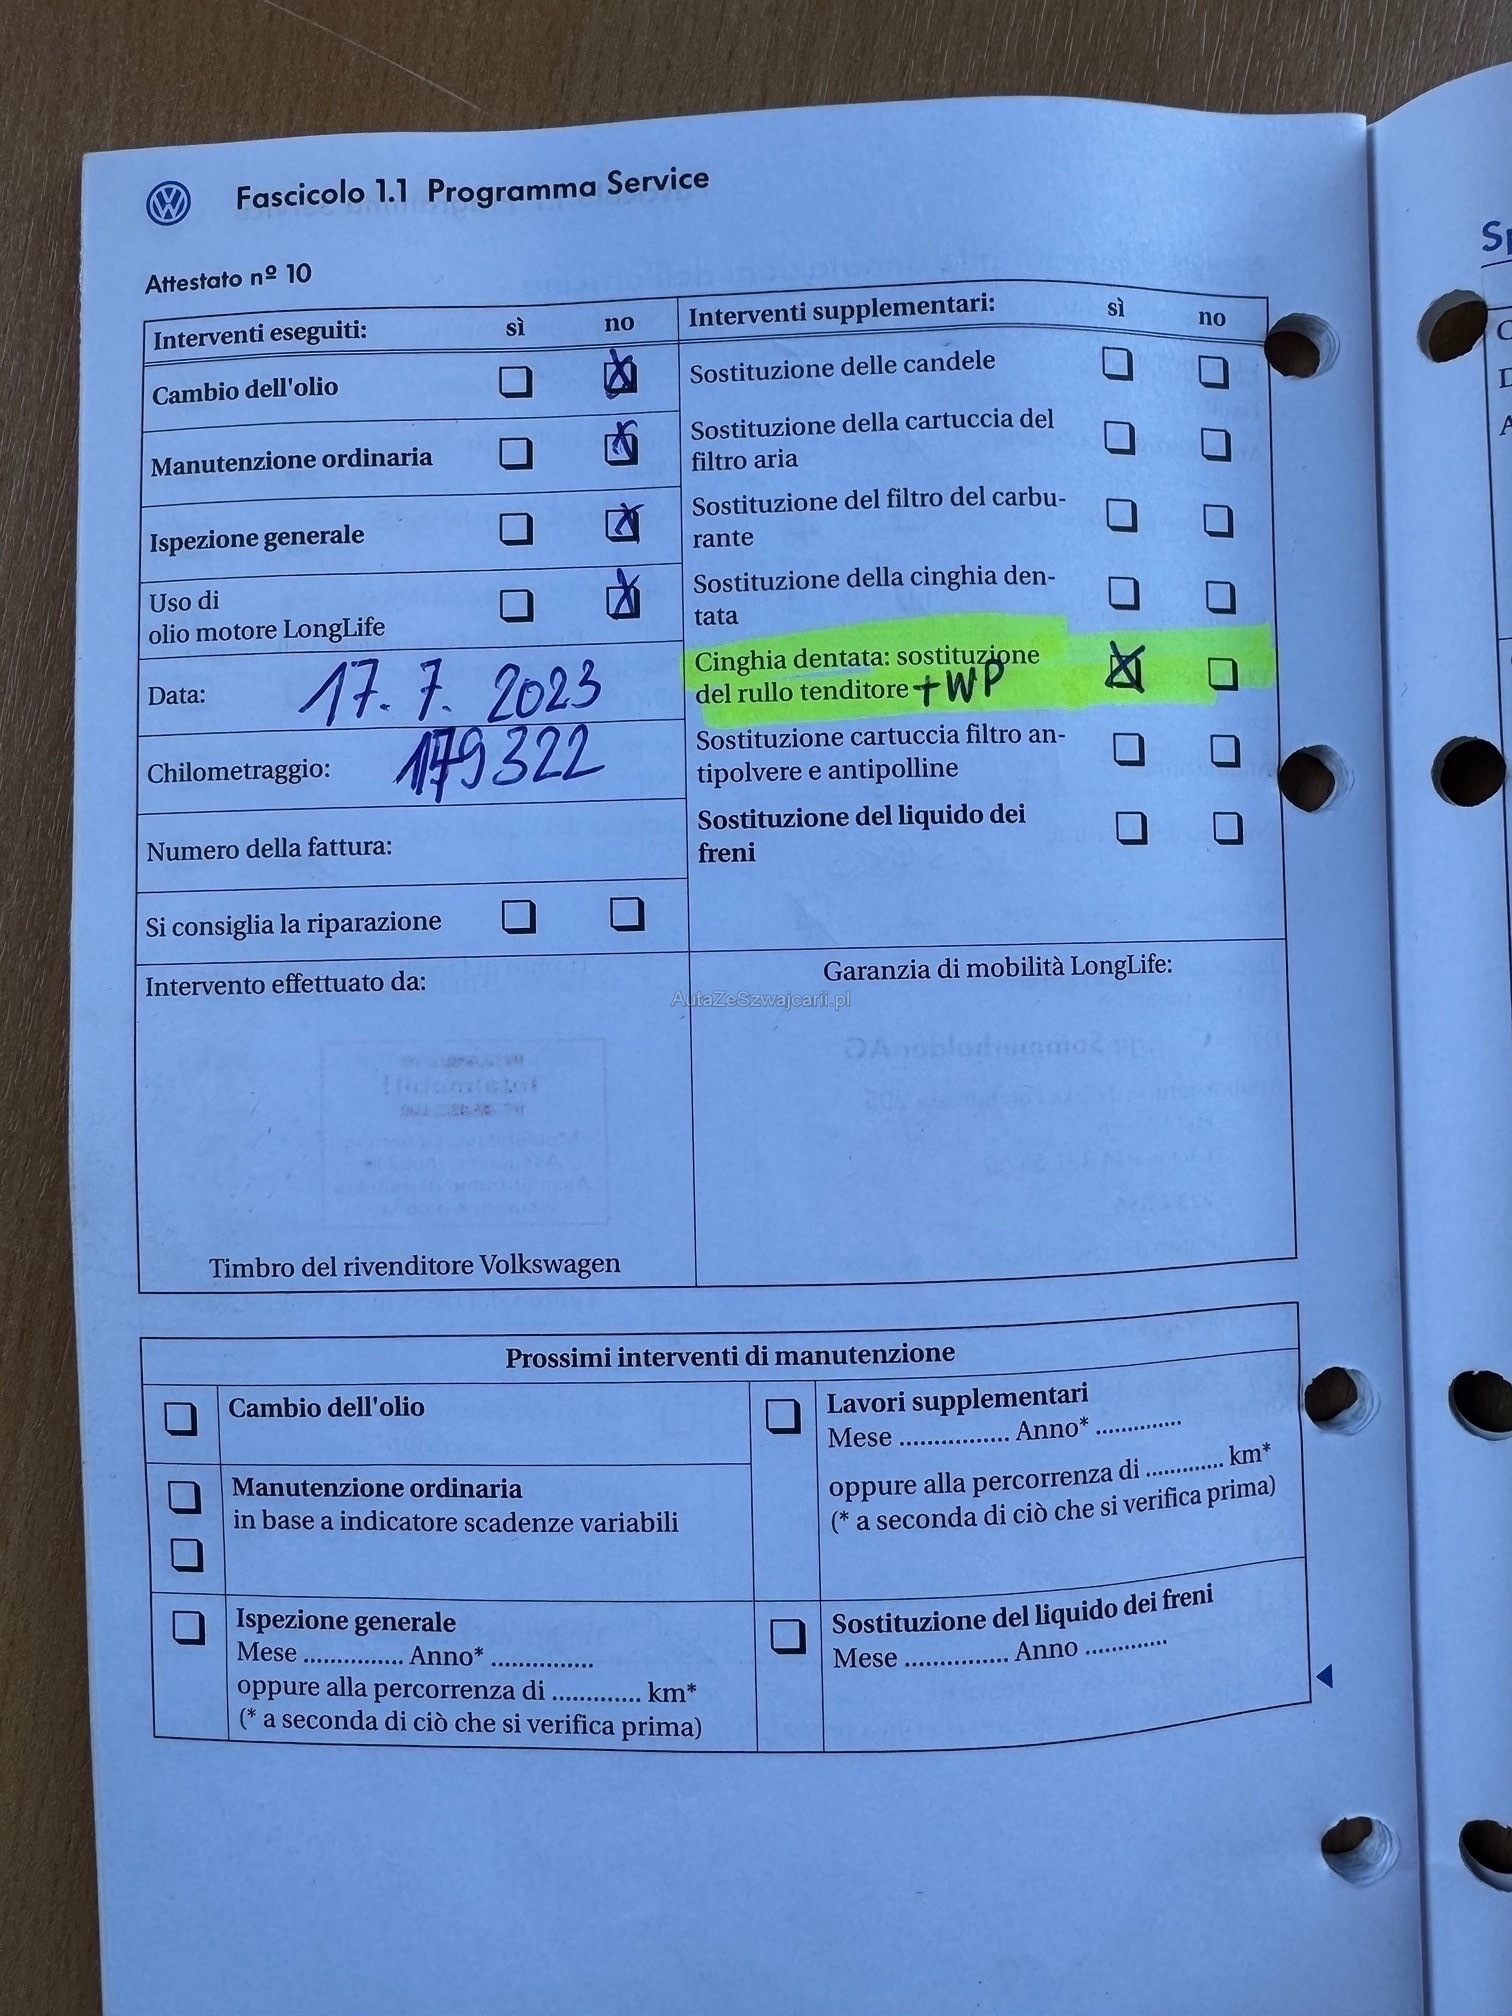 Fascicolo 1.1 Programma Service
Attestato nº 10
Interventi eseguiti: sì no
Cambio dell'olio
Manutenzione ordinaria
Ispezione generale
Uso di
olio motore LongLife
Data: 17. 7. 2023
Chilometraggio: 179322
Numero della fattura:
Si consiglia la riparazione
Intervento effettuato da:
Timbro del rivenditore Volkswagen
Interventi supplementari: sì no
Sostituzione delle candele
Sostituzione della cartuccia del
filtro aria
Sostituzione del filtro del carbu-
rante
Sostituzione della cinghia den-
tata
Cinghia dentata: sostituzione
del rullo tenditore + WP
Sostituzione cartuccia filtro an-
tipolvere e antipolline
Sostituzione del liquido dei
freni
Garanzia di mobilità LongLife:
AutaZeSzwajcarii.pl
Prossimi interventi di manutenzione
Cambio dell'olio
Manutenzione ordinaria
in base a indicatore scadenze variabili
Ispezione generale
Mese ............... Anno* ...............
oppure alla percorrenza di ............. km*
(* a seconda di ciò che si verifica prima)
Lavori supplementari
Mese ................ Anno* .............
oppure alla percorrenza di ............ km*
(* a seconda di ciò che si verifica prima)
Sostituzione del liquido dei freni
Mese ............... Anno ............